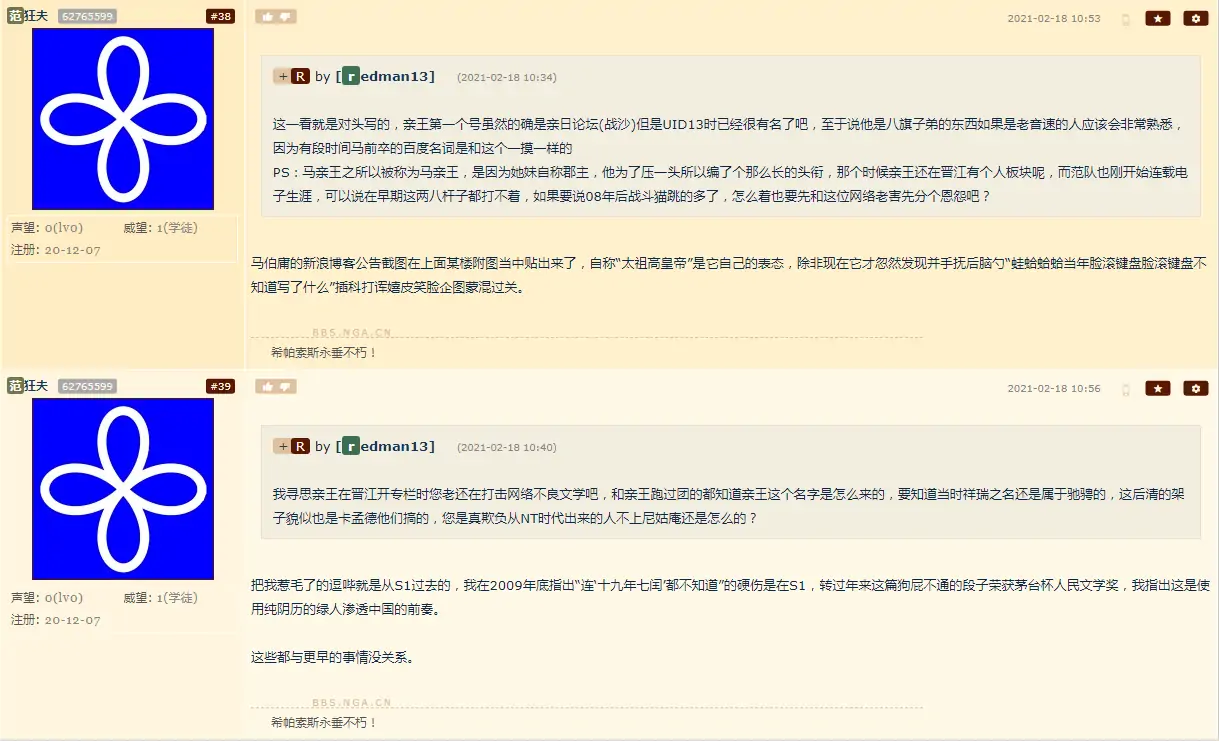 范狂夫 62765599 #38
2021-02-18 10:53
+R by [redman13] (2021-02-18 10:34)
这一看就是对头写的，亲王第一个号虽然的确是亲日论坛(战沙)但是UID13时已经很有名了吧，至于说他是八旗子弟的东西如果是老音速的人应该会非常熟悉，
因为有段时间马前卒的百度名词是和这个一摸一样的
PS：马亲王之所以被称为马亲王，是因为她妹自称郡主，他为了压一头所以编了个那么长的头衔，那个时候亲王还在晋江有个人板块呢，而范队也刚开始连载电
子生涯，可以说在早期这两八杆子都打不着，如果要说08年后战斗猫跳的多了，怎么着也要先和这位网络老害先分个恩怨吧？
声望: 0(lv0) 威望: 1(学徒)
注册: 20-12-07
马伯庸的新浪博客公告截图在上面某楼附图当中贴出来了，自称“太祖高皇帝”是它自己的表态，除非现在它才忽然发现并手抚后脑勺“蛙蛤蛤蛤当年脸滚键盘脸滚键盘不
知道写了什么”插科打诨嬉皮笑脸企图蒙混过关。
BBS.NGA.CN
希帕索斯永垂不朽！
范狂夫 62765599 #39
2021-02-18 10:56
+R by [redman13] (2021-02-18 10:40)
我寻思亲王在晋江开专栏时您老还在打击网络不良文学吧，和亲王跑过团的都知道亲王这个名字是怎么来的，要知道当时祥瑞之名还是属于驰骋的，这后清的架
子貌似也是卡孟德他们搞的，您是真欺负从NT时代出来的人不上尼姑庵还是怎么的？
把我惹毛了的逗哔就是从S1过去的，我在2009年底指出“连‘十九年七闰’都不知道”的硬伤是在S1，转过年来这篇狗屁不通的段子荣获茅台杯人民文学奖，我指出这是使
用纯阴历的绿人渗透中国的前奏。
声望: 0(lv0) 威望: 1(学徒)
注册: 20-12-07
这些都与更早的事情没关系。
BBS.NGA.CN
希帕索斯永垂不朽！